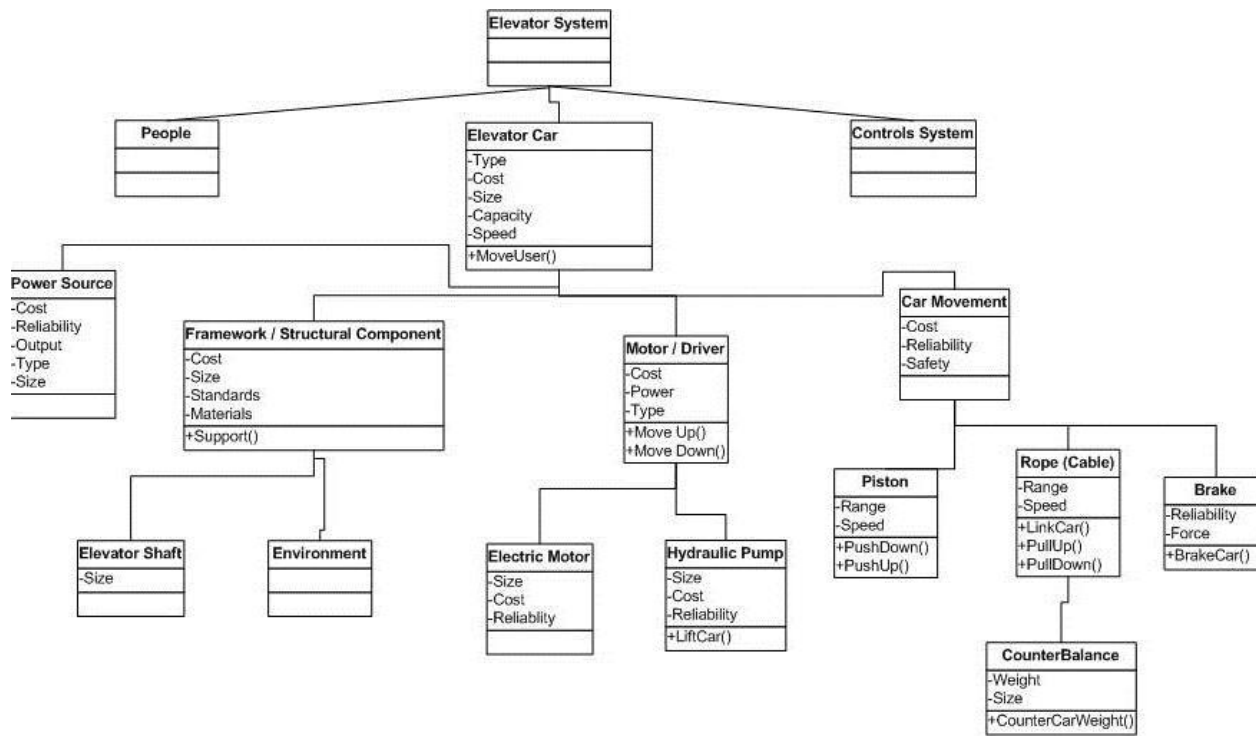 Elevator System
People
Elevator Car
-Type
-Cost
-Size
-Capacity
-Speed
+MoveUser()
Controls System
Power Source
-Cost
-Reliability
-Output
-Type
-Size
Framework / Structural Component
-Cost
-Size
-Standards
-Materials
+Support()
Motor / Driver
-Cost
-Power
-Type
+Move Up()
+Move Down()
Car Movement
-Cost
-Reliability
-Safety
Elevator Shaft
-Size
Environment
Electric Motor
-Size
-Cost
-Reliablity
Hydraulic Pump
-Size
-Cost
-Reliability
+LiftCar()
Piston
-Range
-Speed
+PushDown()
+PushUp()
Rope (Cable)
-Range
-Speed
+LinkCar()
+PullUp()
+PullDown()
Brake
-Reliability
-Force
+BrakeCar()
CounterBalance
-Weight
-Size
+CounterCarWeight()